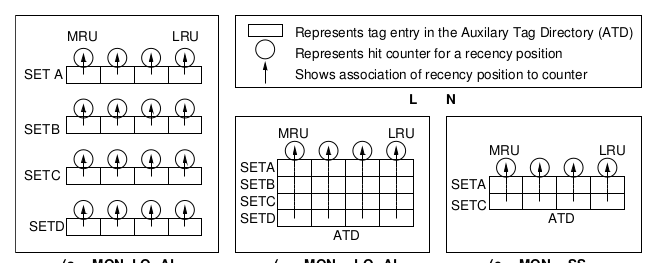 MRU LRU
SET A
SETB
SETC
SETD
Represents tag entry in the Auxilary Tag Directory (ATD)
Represents hit counter for a recency position
Shows association of recency position to counter
L N
MRU LRU
SETA
SETB
SETC
SETD
ATD
MRU LRU
SETA
SETC
ATD